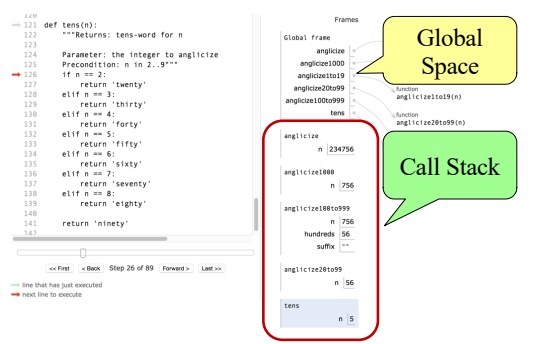 120
121 def tens(n):
122 """Returns: tens-word for n
123
124 Parameter: the integer to anglicize
125 Precondition: n in 2..9"""
126 if n == 2:
127 return 'twenty'
128 elif n == 3:
129 return 'thirty'
130 elif n == 4:
131 return 'forty'
132 elif n == 5:
133 return 'fifty'
134 elif n == 6:
135 return 'sixty'
136 elif n == 7:
137 return 'seventy'
138 elif n == 8:
139 return 'eighty'
140
141 return 'ninety'
142
<< First < Back Step 26 of 89 Forward > Last >>
line that has just executed
next line to execute
Frames
Global frame
anglicize
anglicize1000
anglicize1to19
anglicize20to99
anglicize100to999
tens
function
anglicize1to19(n)
function
anglicize20to99(n)
anglicize
n 234756
anglicize1000
n 756
anglicize100to999
n 756
hundreds 56
suffix ""
anglicize20to99
n 56
tens
n 5
Global
Space
Call Stack